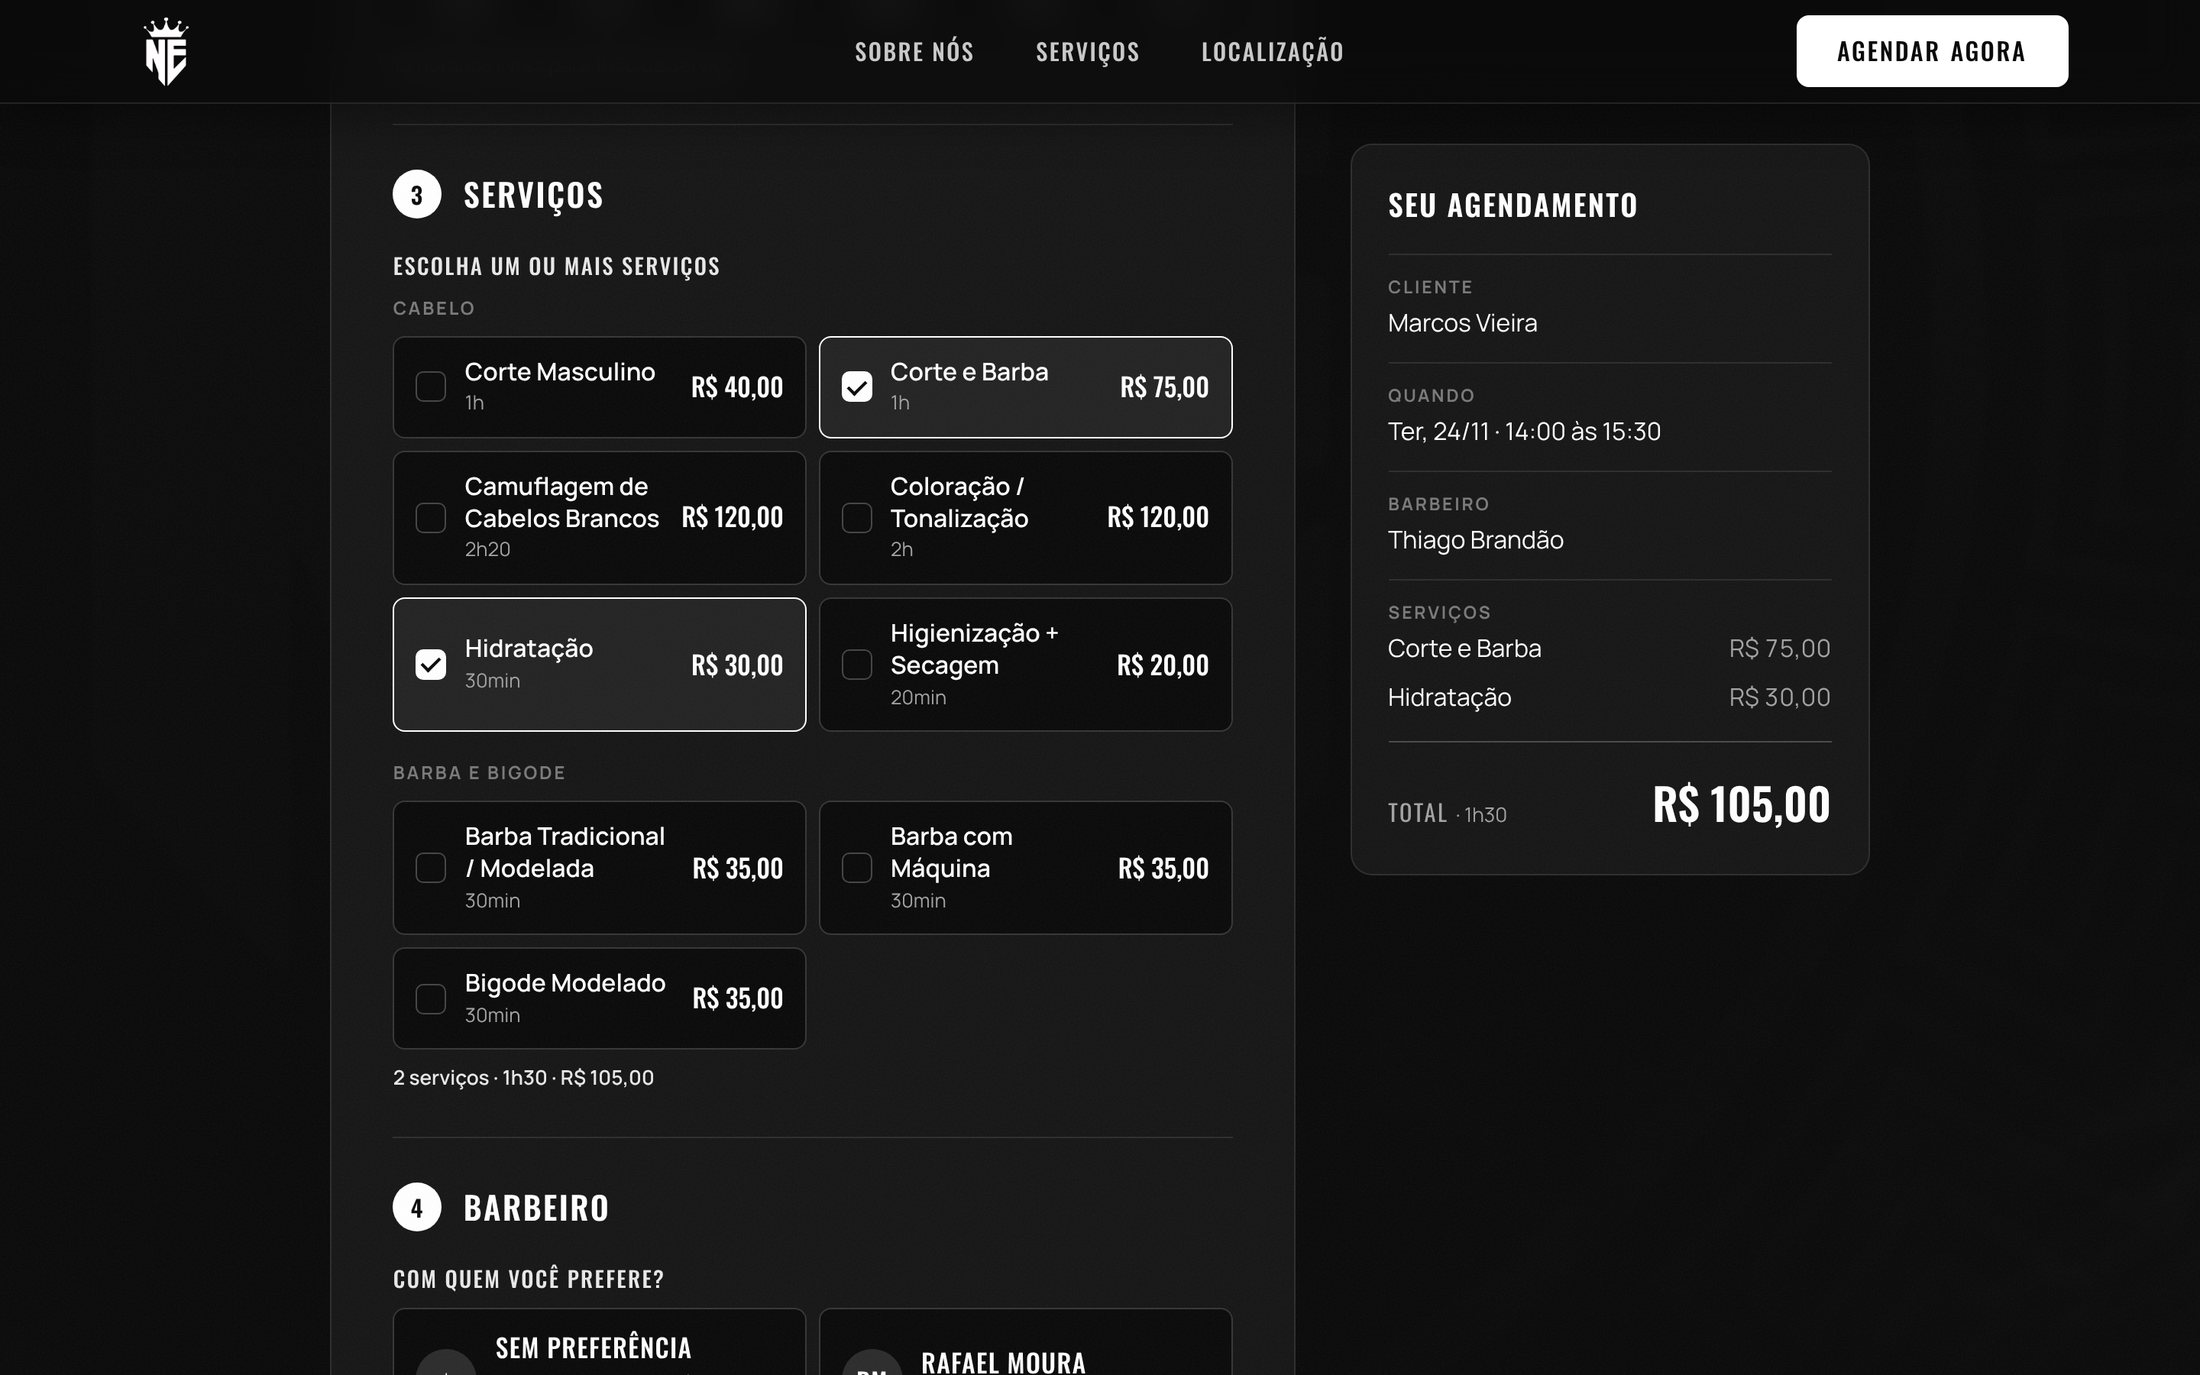 NE
SOBRE NÓS
SERVIÇOS
LOCALIZAÇÃO
AGENDAR AGORA
3
SERVIÇOS
ESCOLHA UM OU MAIS SERVIÇOS
CABELO
Corte Masculino
1h
R$ 40,00
Corte e Barba
1h
R$ 75,00
Camuflagem de
Cabelos Brancos
2h20
R$ 120,00
Coloração /
Tonalização
2h
R$ 120,00
Hidratação
30min
R$ 30,00
Higienização +
Secagem
20min
R$ 20,00
BARBA E BIGODE
Barba Tradicional
/ Modelada
30min
R$ 35,00
Barba com
Máquina
30min
R$ 35,00
Bigode Modelado
30min
R$ 35,00
2 serviços · 1h30 · R$ 105,00
4
BARBEIRO
COM QUEM VOCÊ PREFERE?
SEM PREFERÊNCIA
RAFAEL MOURA
SEU AGENDAMENTO
CLIENTE
Marcos Vieira
QUANDO
Ter, 24/11 · 14:00 às 15:30
BARBEIRO
Thiago Brandão
SERVIÇOS
Corte e Barba R$ 75,00
Hidratação R$ 30,00
TOTAL · 1h30 R$ 105,00